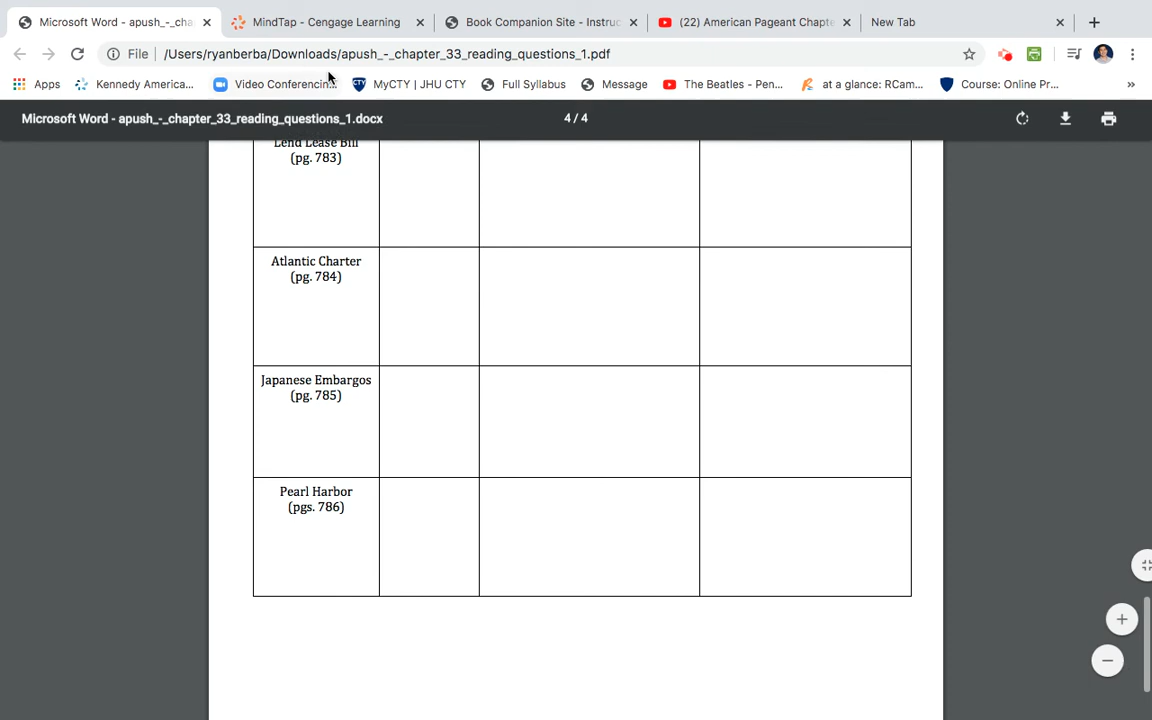 Microsoft Word - apush_-_cha
MindTap - Cengage Learning
Book Companion Site - Instruc
(22) American Pageant Chapte
New Tab
File
/Users/ryanberba/Downloads/apush_-_chapter_33_reading_questions_1.pdf
Apps
Kennedy America...
Video Conferencin...
MyCTY | JHU CTY
Full Syllabus
Message
The Beatles - Pen...
at a glance: RCam...
Course: Online Pr...
»
Microsoft Word - apush_-_chapter_33_reading_questions_1.docx
4 / 4
Lend Lease Bill
(pg. 783)
Atlantic Charter
(pg. 784)
Japanese Embargos
(pg. 785)
Pearl Harbor
(pgs. 786)